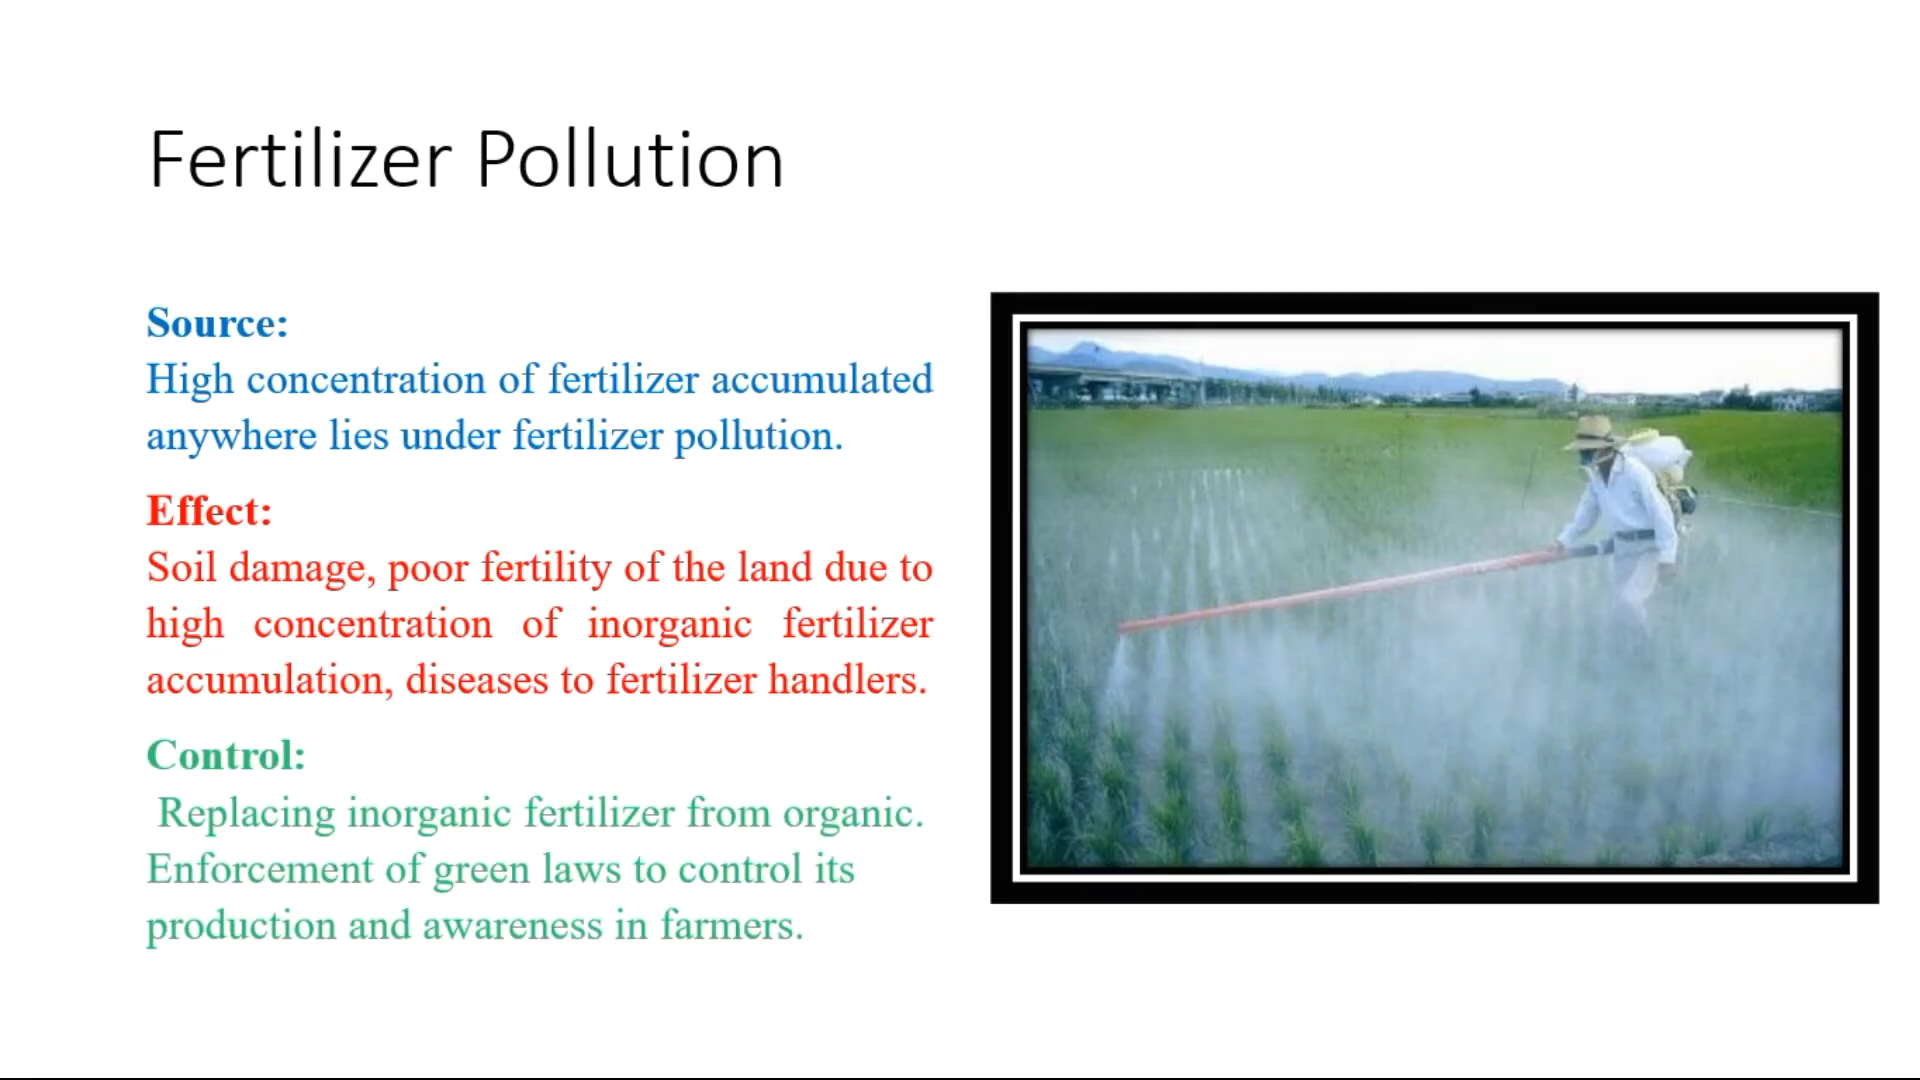 Fertilizer Pollution
Source:
High concentration of fertilizer accumulated
anywhere lies under fertilizer pollution.
Effect:
Soil damage, poor fertility of the land due to
high concentration of inorganic fertilizer
accumulation, diseases to fertilizer handlers.
Control:
Replacing inorganic fertilizer from organic.
Enforcement of green laws to control its
production and awareness in farmers.